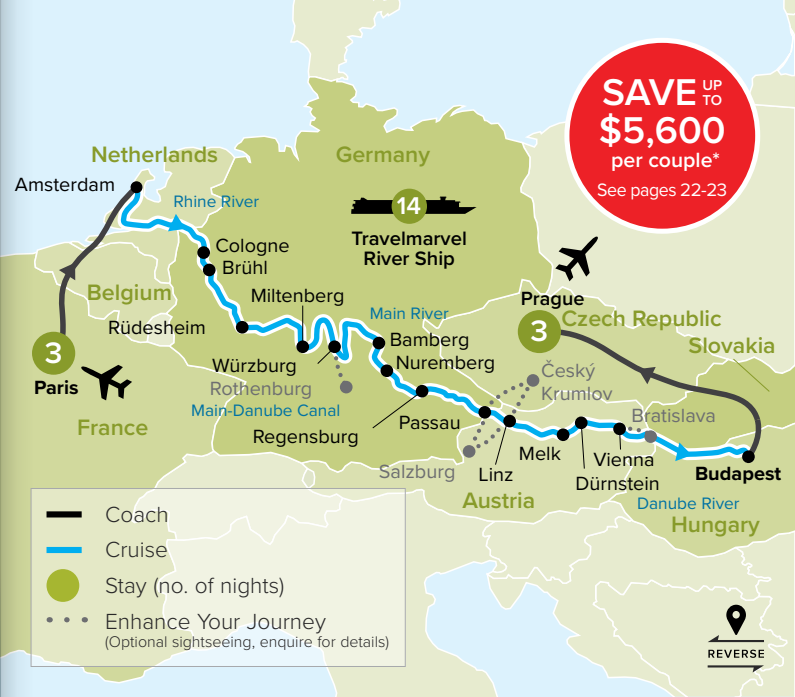 SAVE UP TO
$5,600
per couple*
See pages 22-23
Netherlands
Germany
Amsterdam
Rhine River
14
Travelmarvel
River Ship
Cologne
Brühl
Belgium
Miltenberg
Main River
Prague
3
Czech Republic
Rüdesheim
Bamberg
Slovakia
3
Paris
Würzburg
Nuremberg
Český
Krumlov
Rothenburg
Main-Danube Canal
France
Regensburg
Passau
Bratislava
Salzburg
Linz
Melk
Vienna
Dürnstein
Budapest
Austria
Danube River
Hungary
Coach
Cruise
Stay (no. of nights)
Enhance Your Journey
(Optional sightseeing, enquire for details)
REVERSE